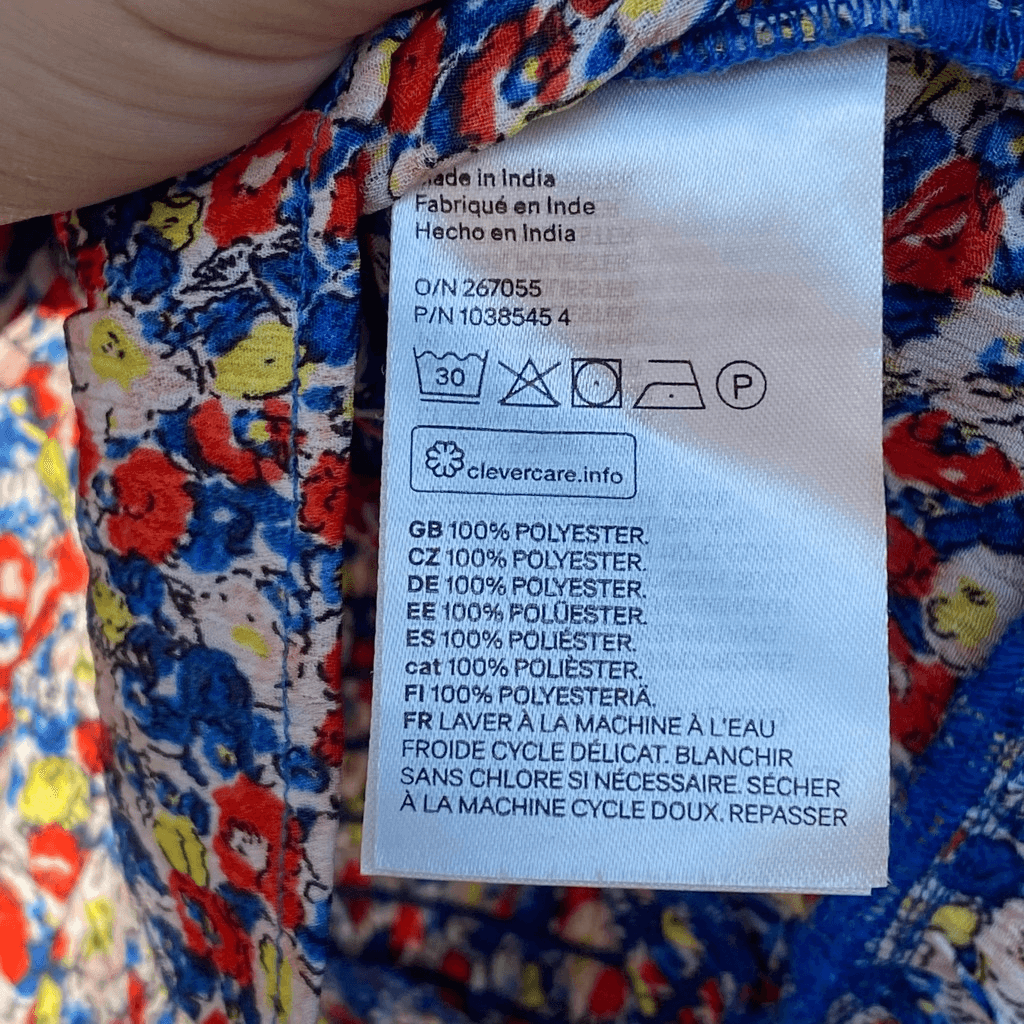 in India
Fabriqué en Inde
Hecho en India
O/N 267055
P/N 1038545 4
30
P
clevercare.info
GB 100% POLYESTER.
CZ 100% POLYESTER.
DE 100% POLYESTER.
EE 100% POLÜESTER.
ES 100% POLIÉSTER.
cat 100% POLIÈSTER.
FI 100% POLYESTERIÄ.
FR LAVER À LA MACHINE À L'EAU
FROIDE CYCLE DÉLICAT. BLANCHIR
SANS CHLORE SI NÉCESSAIRE. SÉCHER
À LA MACHINE CYCLE DOUX. REPASSER